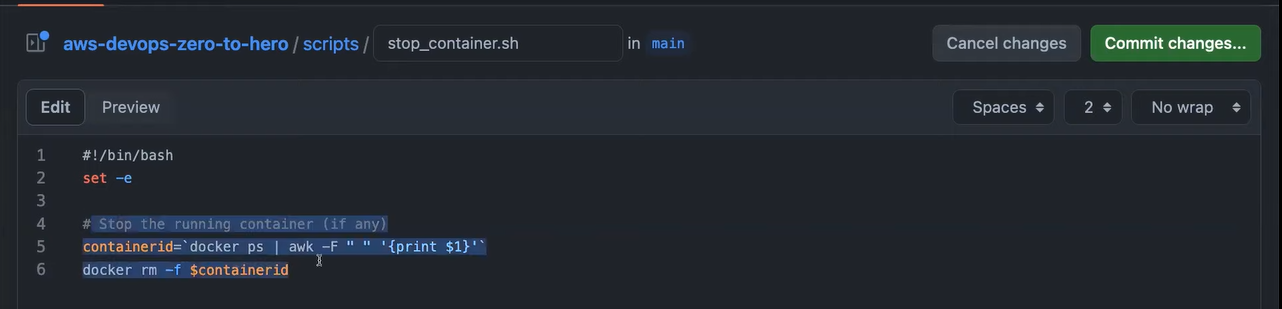 aws-devops-zero-to-hero / scripts / stop_container.sh in main Cancel changes Commit changes...
Edit Preview Spaces 2 No wrap
1 #!/bin/bash
2 set -e
3
4 # Stop the running container (if any)
5 containerid=`docker ps | awk -F " " '{print $1}'`
6 docker rm -f $containerid